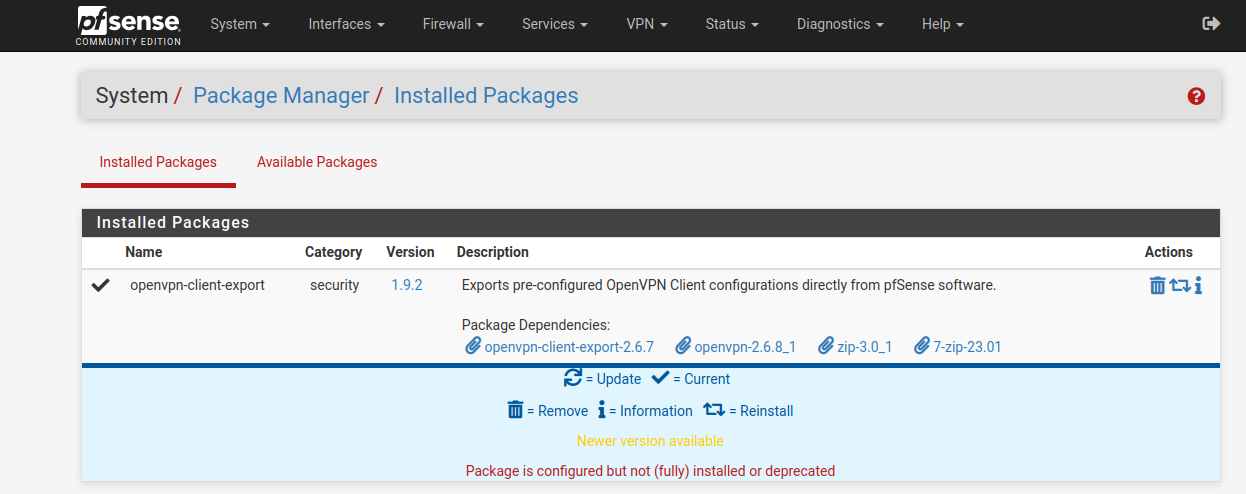 pfsense
COMMUNITY EDITION
System Interfaces Firewall Services VPN Status Diagnostics Help
System / Package Manager / Installed Packages
Installed Packages Available Packages
Installed Packages
Name Category Version Description Actions
openvpn-client-export security 1.9.2 Exports pre-configured OpenVPN Client configurations directly from pfSense software.
Package Dependencies:
openvpn-client-export-2.6.7 openvpn-2.6.8_1 zip-3.0_1 7-zip-23.01
= Update = Current
= Remove = Information = Reinstall
Newer version available
Package is configured but not (fully) installed or deprecated